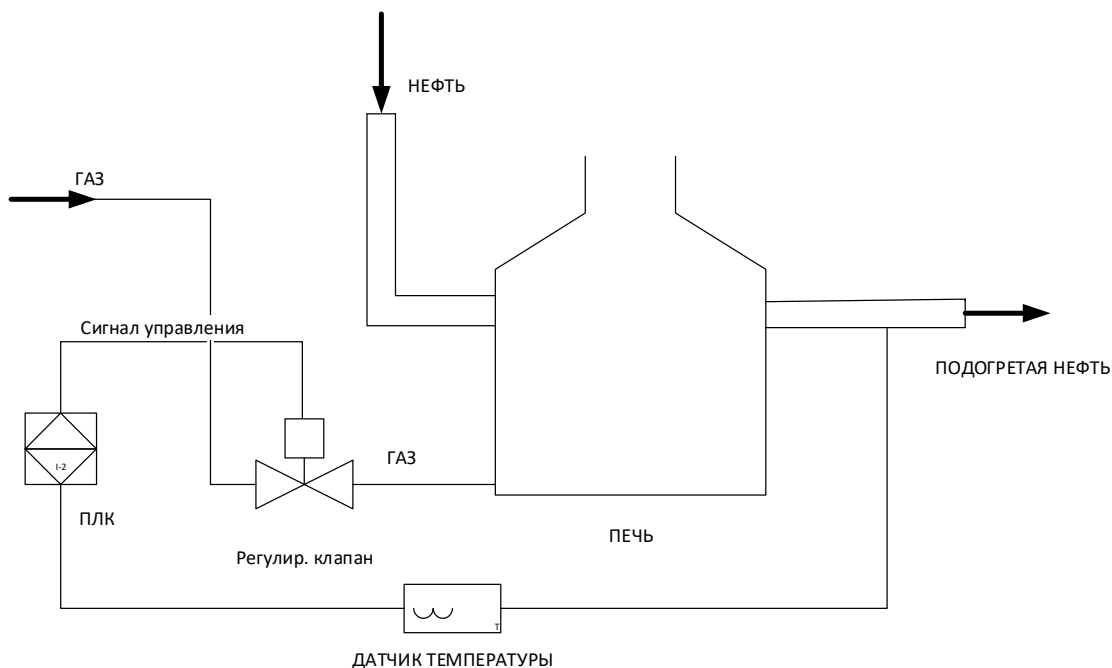 НЕФТЬ
ГАЗ
Сигнал управления
ПОДОГРЕТАЯ НЕФТЬ
I-2
ГАЗ
ПЛК
ПЕЧЬ
Регулир. клапан
T
ДАТЧИК ТЕМПЕРАТУРЫ